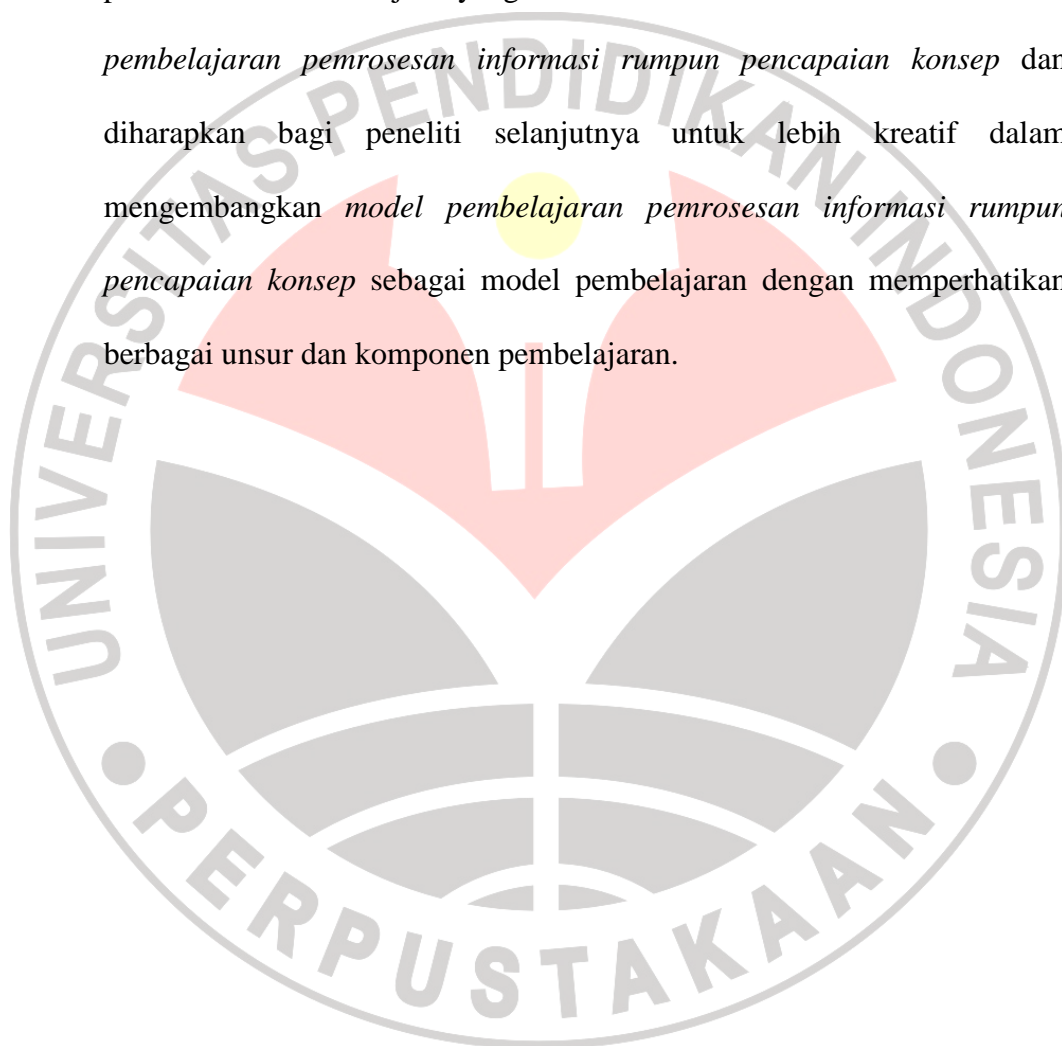 pembelajaran pemrosesan informasi rumpun pencapaian konsep dan
diharapkan bagi peneliti selanjutnya untuk lebih kreatif dalam
mengembangkan model pembelajaran pemrosesan informasi rumpun
pencapaian konsep sebagai model pembelajaran dengan memperhatikan
berbagai unsur dan komponen pembelajaran.
UNIVERSITAS PENDIDIKAN INDONESIA
PERPUSTAKAAN